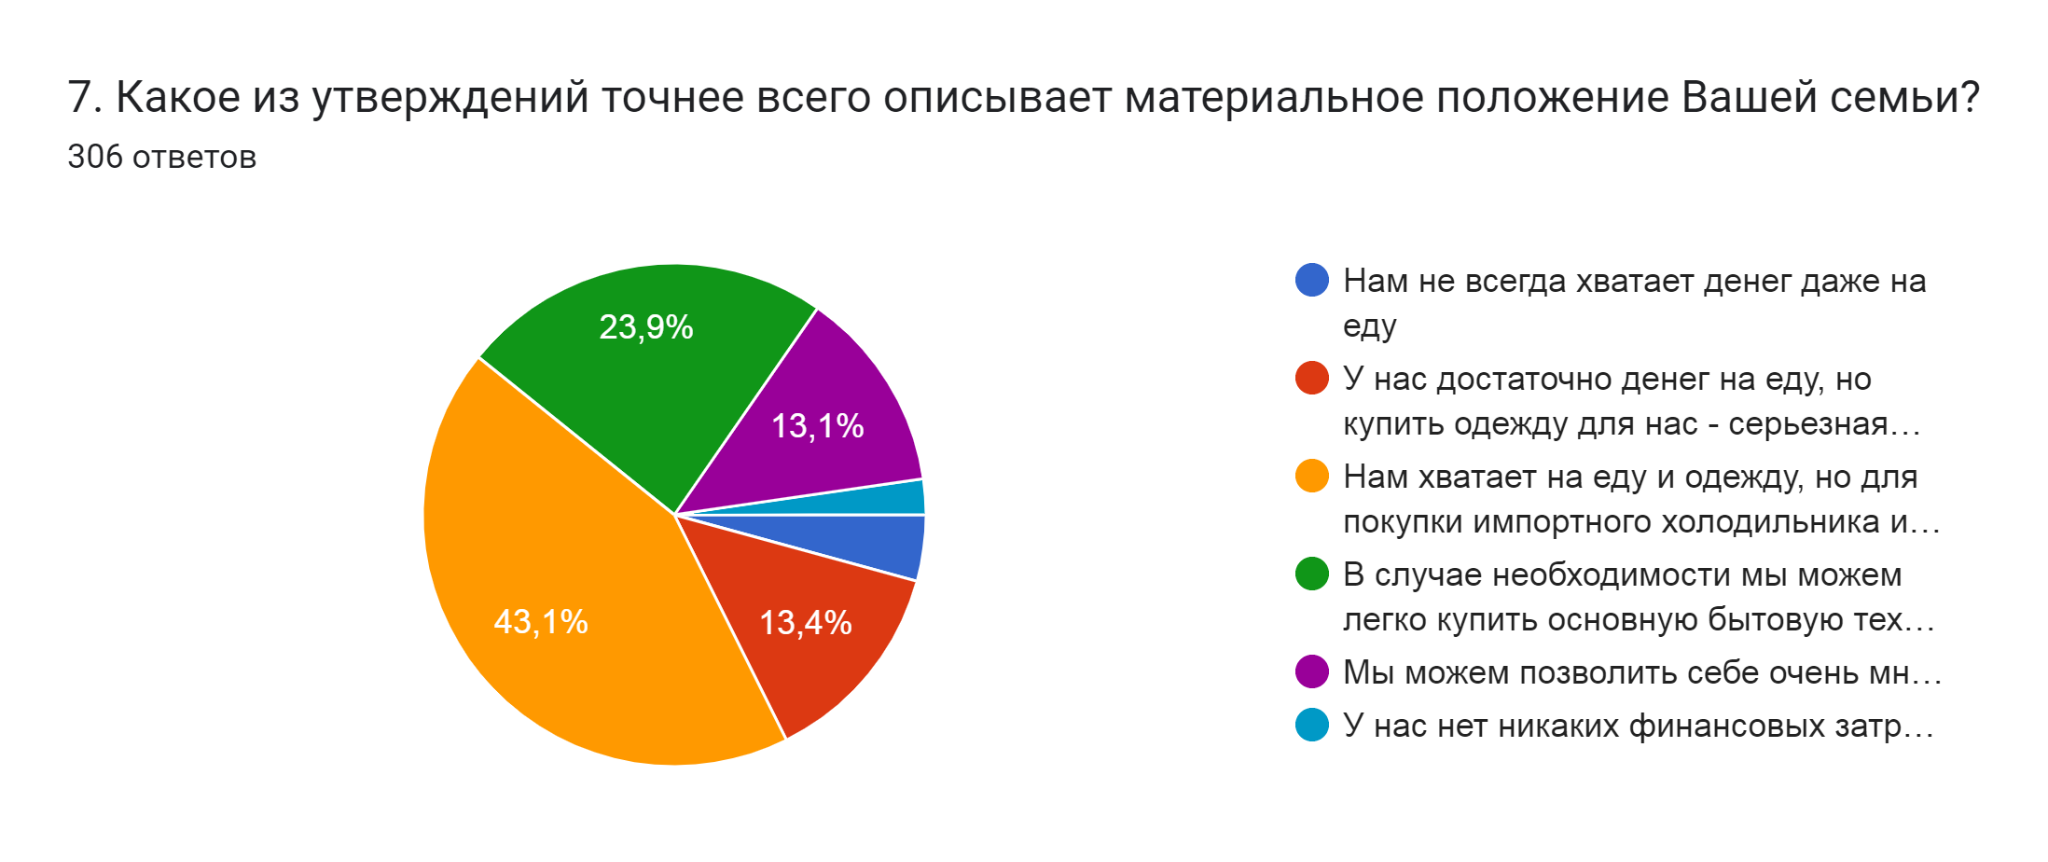 7. Какое из утверждений точнее всего описывает материальное положение Вашей семьи?
306 ответов
23,9%
13,1%
43,1%
13,4%
Нам не всегда хватает денег даже на
еду
У нас достаточно денег на еду, но
купить одежду для нас - серьезная…
Нам хватает на еду и одежду, но для
покупки импортного холодильника и…
В случае необходимости мы можем
легко купить основную бытовую тех…
Мы можем позволить себе очень мн…
У нас нет никаких финансовых затр…